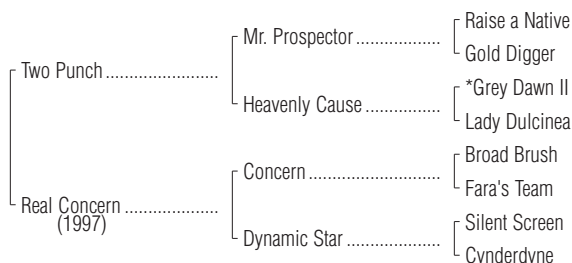 Raise a Native
Mr. Prospector ....................
Gold Digger
Two Punch ...........................
*Grey Dawn II
Heavenly Cause ..................
Lady Dulcinea
Broad Brush
Concern ................................
Fara's Team
Real Concern ......................
(1997)
Silent Screen
Dynamic Star ......................
Cynderdyne